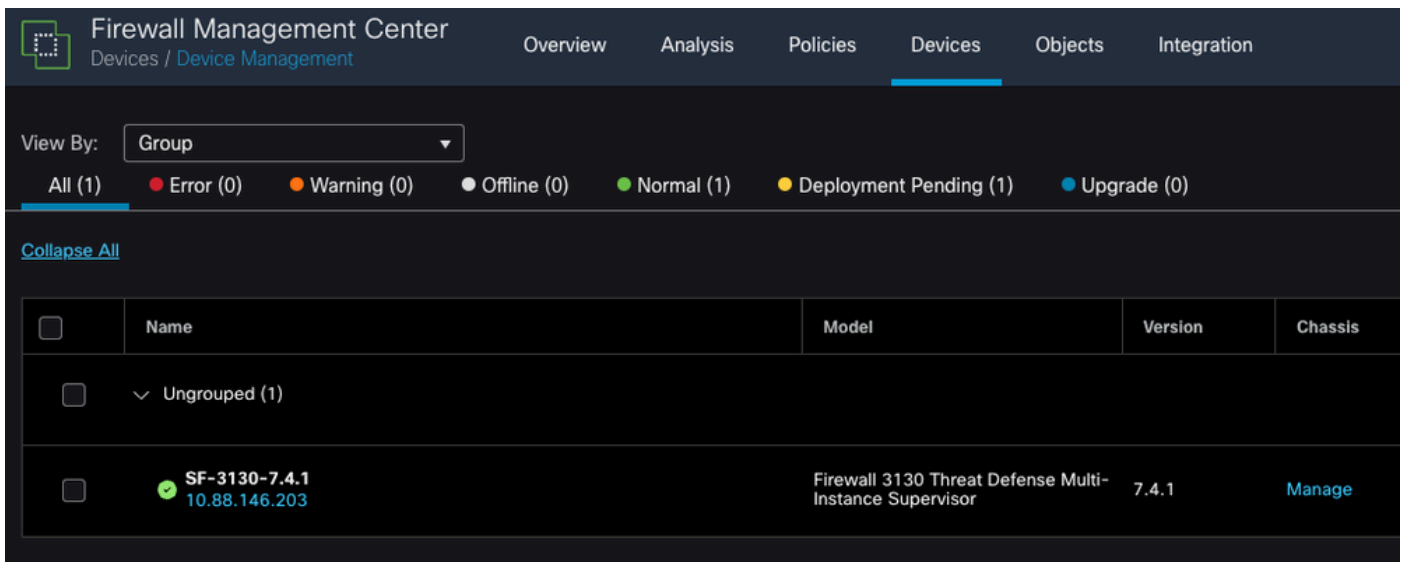 Firewall Management Center
Devices / Device Management
Overview Analysis Policies Devices Objects Integration
View By: Group
All (1) Error (0) Warning (0) Offline (0) Normal (1) Deployment Pending (1) Upgrade (0)
Collapse All
Name Model Version Chassis
Ungrouped (1)
SF-3130-7.4.1
10.88.146.203
Firewall 3130 Threat Defense Multi-
Instance Supervisor
7.4.1
Manage